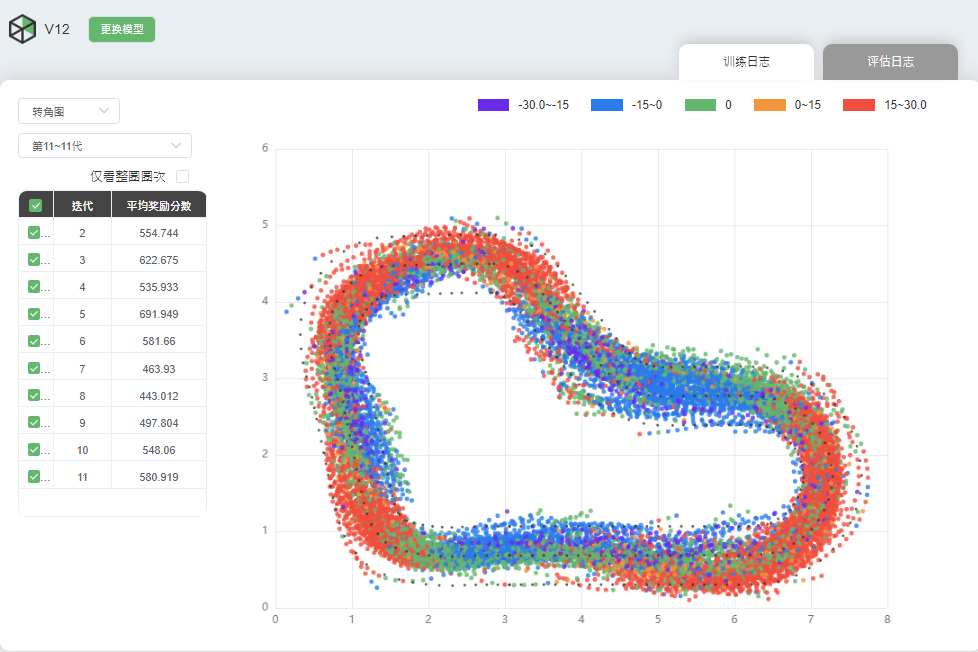 V12
更换模型
训练日志
评估日志
转角图
第11~11代
仅看整圈圈次
-30.0~-15
-15~0
0
0~15
15~30.0
迭代
平均奖励分数
... 2 554.744
... 3 622.675
... 4 535.933
... 5 691.949
... 6 581.66
... 7 463.93
... 8 443.012
... 9 497.804
... 10 548.06
... 11 580.919
6
5
4
3
2
1
0
0 1 2 3 4 5 6 7 8